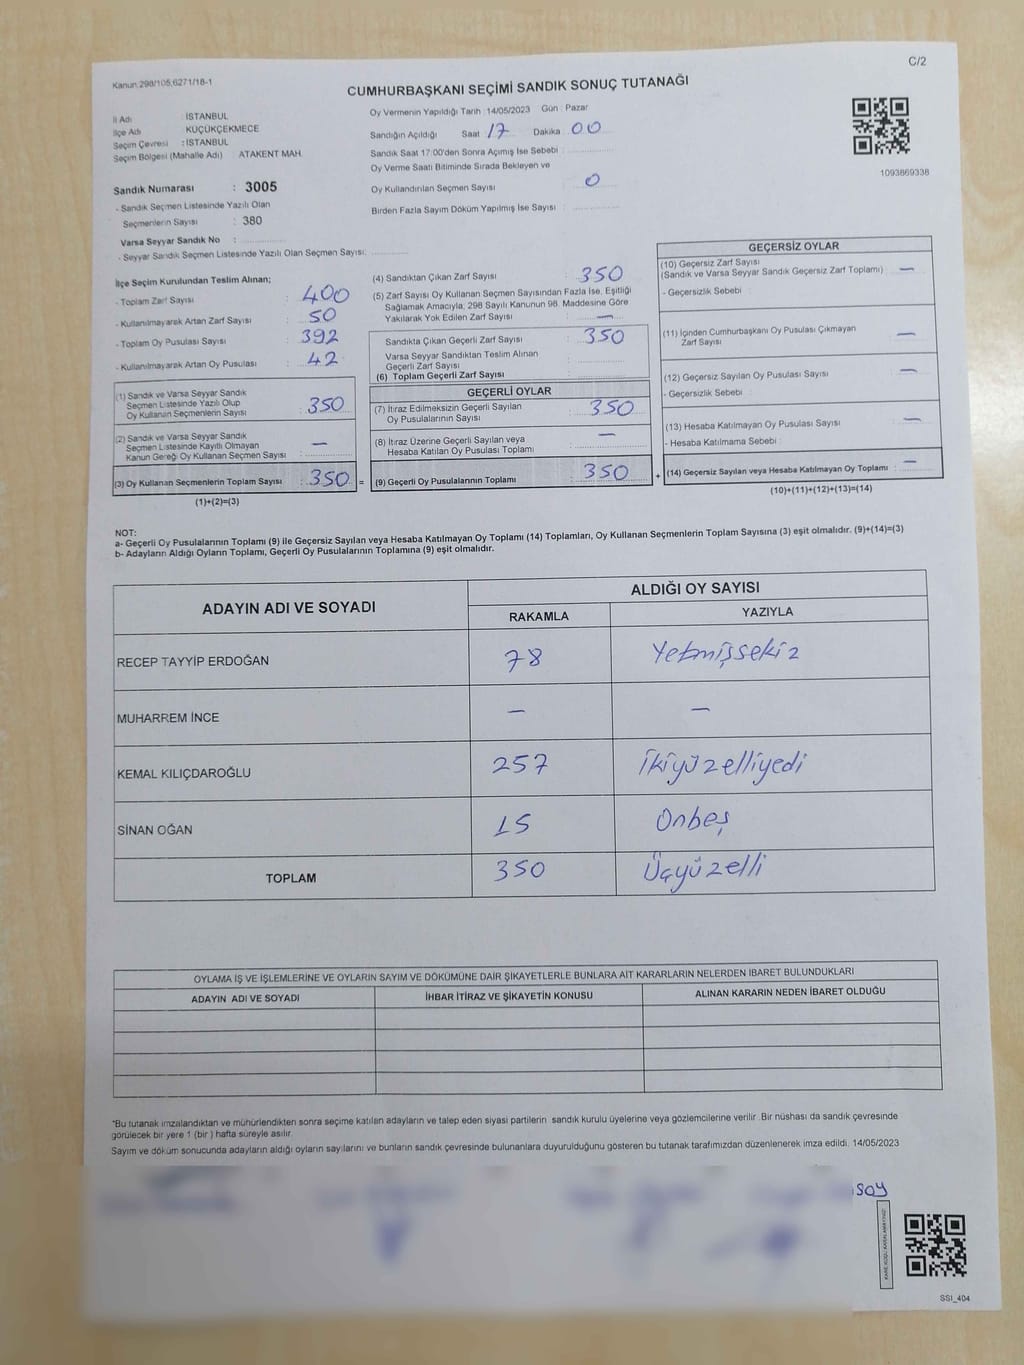 C/2
Kanun:298/105,6271/18-1
CUMHURBAŞKANI SEÇİMİ SANDIK SONUÇ TUTANAĞI
İl Adı : İSTANBUL
İlçe Adı : KÜÇÜKÇEKMECE
Seçim Çevresi : İSTANBUL
Seçim Bölgesi (Mahalle Adı) : ATAKENT MAH.
Sandık Numarası : 3005
- Sandık Seçmen Listesinde Yazılı Olan
Seçmenlerin Sayısı : 380
Varsa Seyyar Sandık No :
- Seyyar Sandık Seçmen Listesinde Yazılı Olan Seçmen Sayısı:
Oy Vermenin Yapıldığı Tarih : 14/05/2023 Gün : Pazar
Sandığın Açıldığı Saat 17 Dakika 00
Sandık Saat 17:00'den Sonra Açımış İse Sebebi :
Oy Verme Saati Bitiminde Sırada Bekleyen ve
Oy Kullandırılan Seçmen Sayısı : 0
Birden Fazla Sayım Döküm Yapılmış İse Sayısı :
1093869338
İlçe Seçim Kurulundan Teslim Alınan;
- Toplam Zarf Sayısı : 400
- Kullanılmayarak Artan Zarf Sayısı : 50
- Toplam Oy Pusulası Sayısı : 392
- Kullanılmayarak Artan Oy Pusulası : 42
(1) Sandık ve Varsa Seyyar Sandık
Seçmen Listesinde Yazılı Olup
Oy Kullanan Seçmenlerin Sayısı : 350
(2) Sandık ve Varsa Seyyar Sandık
Seçmen Listesinde Kayıtlı Olmayan
Kanun Gereği Oy Kullanan Seçmen Sayısı : —
(3) Oy Kullanan Seçmenlerin Toplam Sayısı : 350 =
(1)+(2)=(3)
(4) Sandıktan Çıkan Zarf Sayısı : 350
(5) Zarf Sayısı Oy Kullanan Seçmen Sayısından Fazla İse, Eşitliği
Sağlamak Amacıyla, 298 Sayılı Kanunun 98. Maddesine Göre
Yakılarak Yok Edilen Zarf Sayısı : —
Sandıkta Çıkan Geçerli Zarf Sayısı : 350
Varsa Seyyar Sandıktan Teslim Alınan
Geçerli Zarf Sayısı :
(6) Toplam Geçerli Zarf Sayısı
GEÇERLİ OYLAR
(7) İtiraz Edilmeksizin Geçerli Sayılan
Oy Pusulalarının Sayısı : 350
(8) İtiraz Üzerine Geçerli Sayılan veya
Hesaba Katılan Oy Pusulası Toplamı : —
(9) Geçerli Oy Pusulalarının Toplamı : 350 +
GEÇERSİZ OYLAR
(10) Geçersiz Zarf Sayısı
(Sandık ve Varsa Seyyar Sandık Geçersiz Zarf Toplamı) : —
- Geçersizlik Sebebi :
(11) İçinden Cumhurbaşkanı Oy Pusulası Çıkmayan
Zarf Sayısı : —
(12) Geçersiz Sayılan Oy Pusulası Sayısı : —
- Geçersizlik Sebebi :
(13) Hesaba Katılmayan Oy Pusulası Sayısı : —
- Hesaba Katılmama Sebebi :
(14) Geçersiz Sayılan veya Hesaba Katılmayan Oy Toplamı : —
(10)+(11)+(12)+(13)=(14)
NOT:
a- Geçerli Oy Pusulalarının Toplamı (9) ile Geçersiz Sayılan veya Hesaba Katılmayan Oy Toplamı (14) Toplamları, Oy Kullanan Seçmenlerin Toplam Sayısına (3) eşit olmalıdır. (9)+(14)=(3)
b- Adayların Aldığı Oyların Toplamı, Geçerli Oy Pusulalarının Toplamına (9) eşit olmalıdır.
ADAYIN ADI VE SOYADI ALDIĞI OY SAYISI
RAKAMLA YAZIYLA
RECEP TAYYİP ERDOĞAN 78 Yetmişsekiz
MUHARREM İNCE — —
KEMAL KILIÇDAROĞLU 257 İkiyüzelliyedi
SİNAN OĞAN 15 Onbeş
TOPLAM 350 Üçyüzelli
OYLAMA İŞ VE İŞLEMLERİNE VE OYLARIN SAYIM VE DÖKÜMÜNE DAİR ŞİKAYETLERLE BUNLARA AİT KARARLARIN NELERDEN İBARET BULUNDUKLARI
ADAYIN ADI VE SOYADI İHBAR İTİRAZ VE ŞİKAYETİN KONUSU ALINAN KARARIN NEDEN İBARET OLDUĞU
*Bu tutanak imzalandıktan ve mühürlendikten sonra seçime katılan adayların ve talep eden siyasi partilerin sandık kurulu üyelerine veya gözlemcilerine verilir. Bir nüshası da sandık çevresinde
görülecek bir yere 1 (bir) hafta süreyle asılır.
Sayım ve döküm sonucunda adayların aldığı oyların sayılarını ve bunların sandık çevresinde bulunanlara duyurulduğunu gösteren bu tutanak tarafımızdan düzenlenerek imza edildi. 14/05/2023
SOY
SSI_404